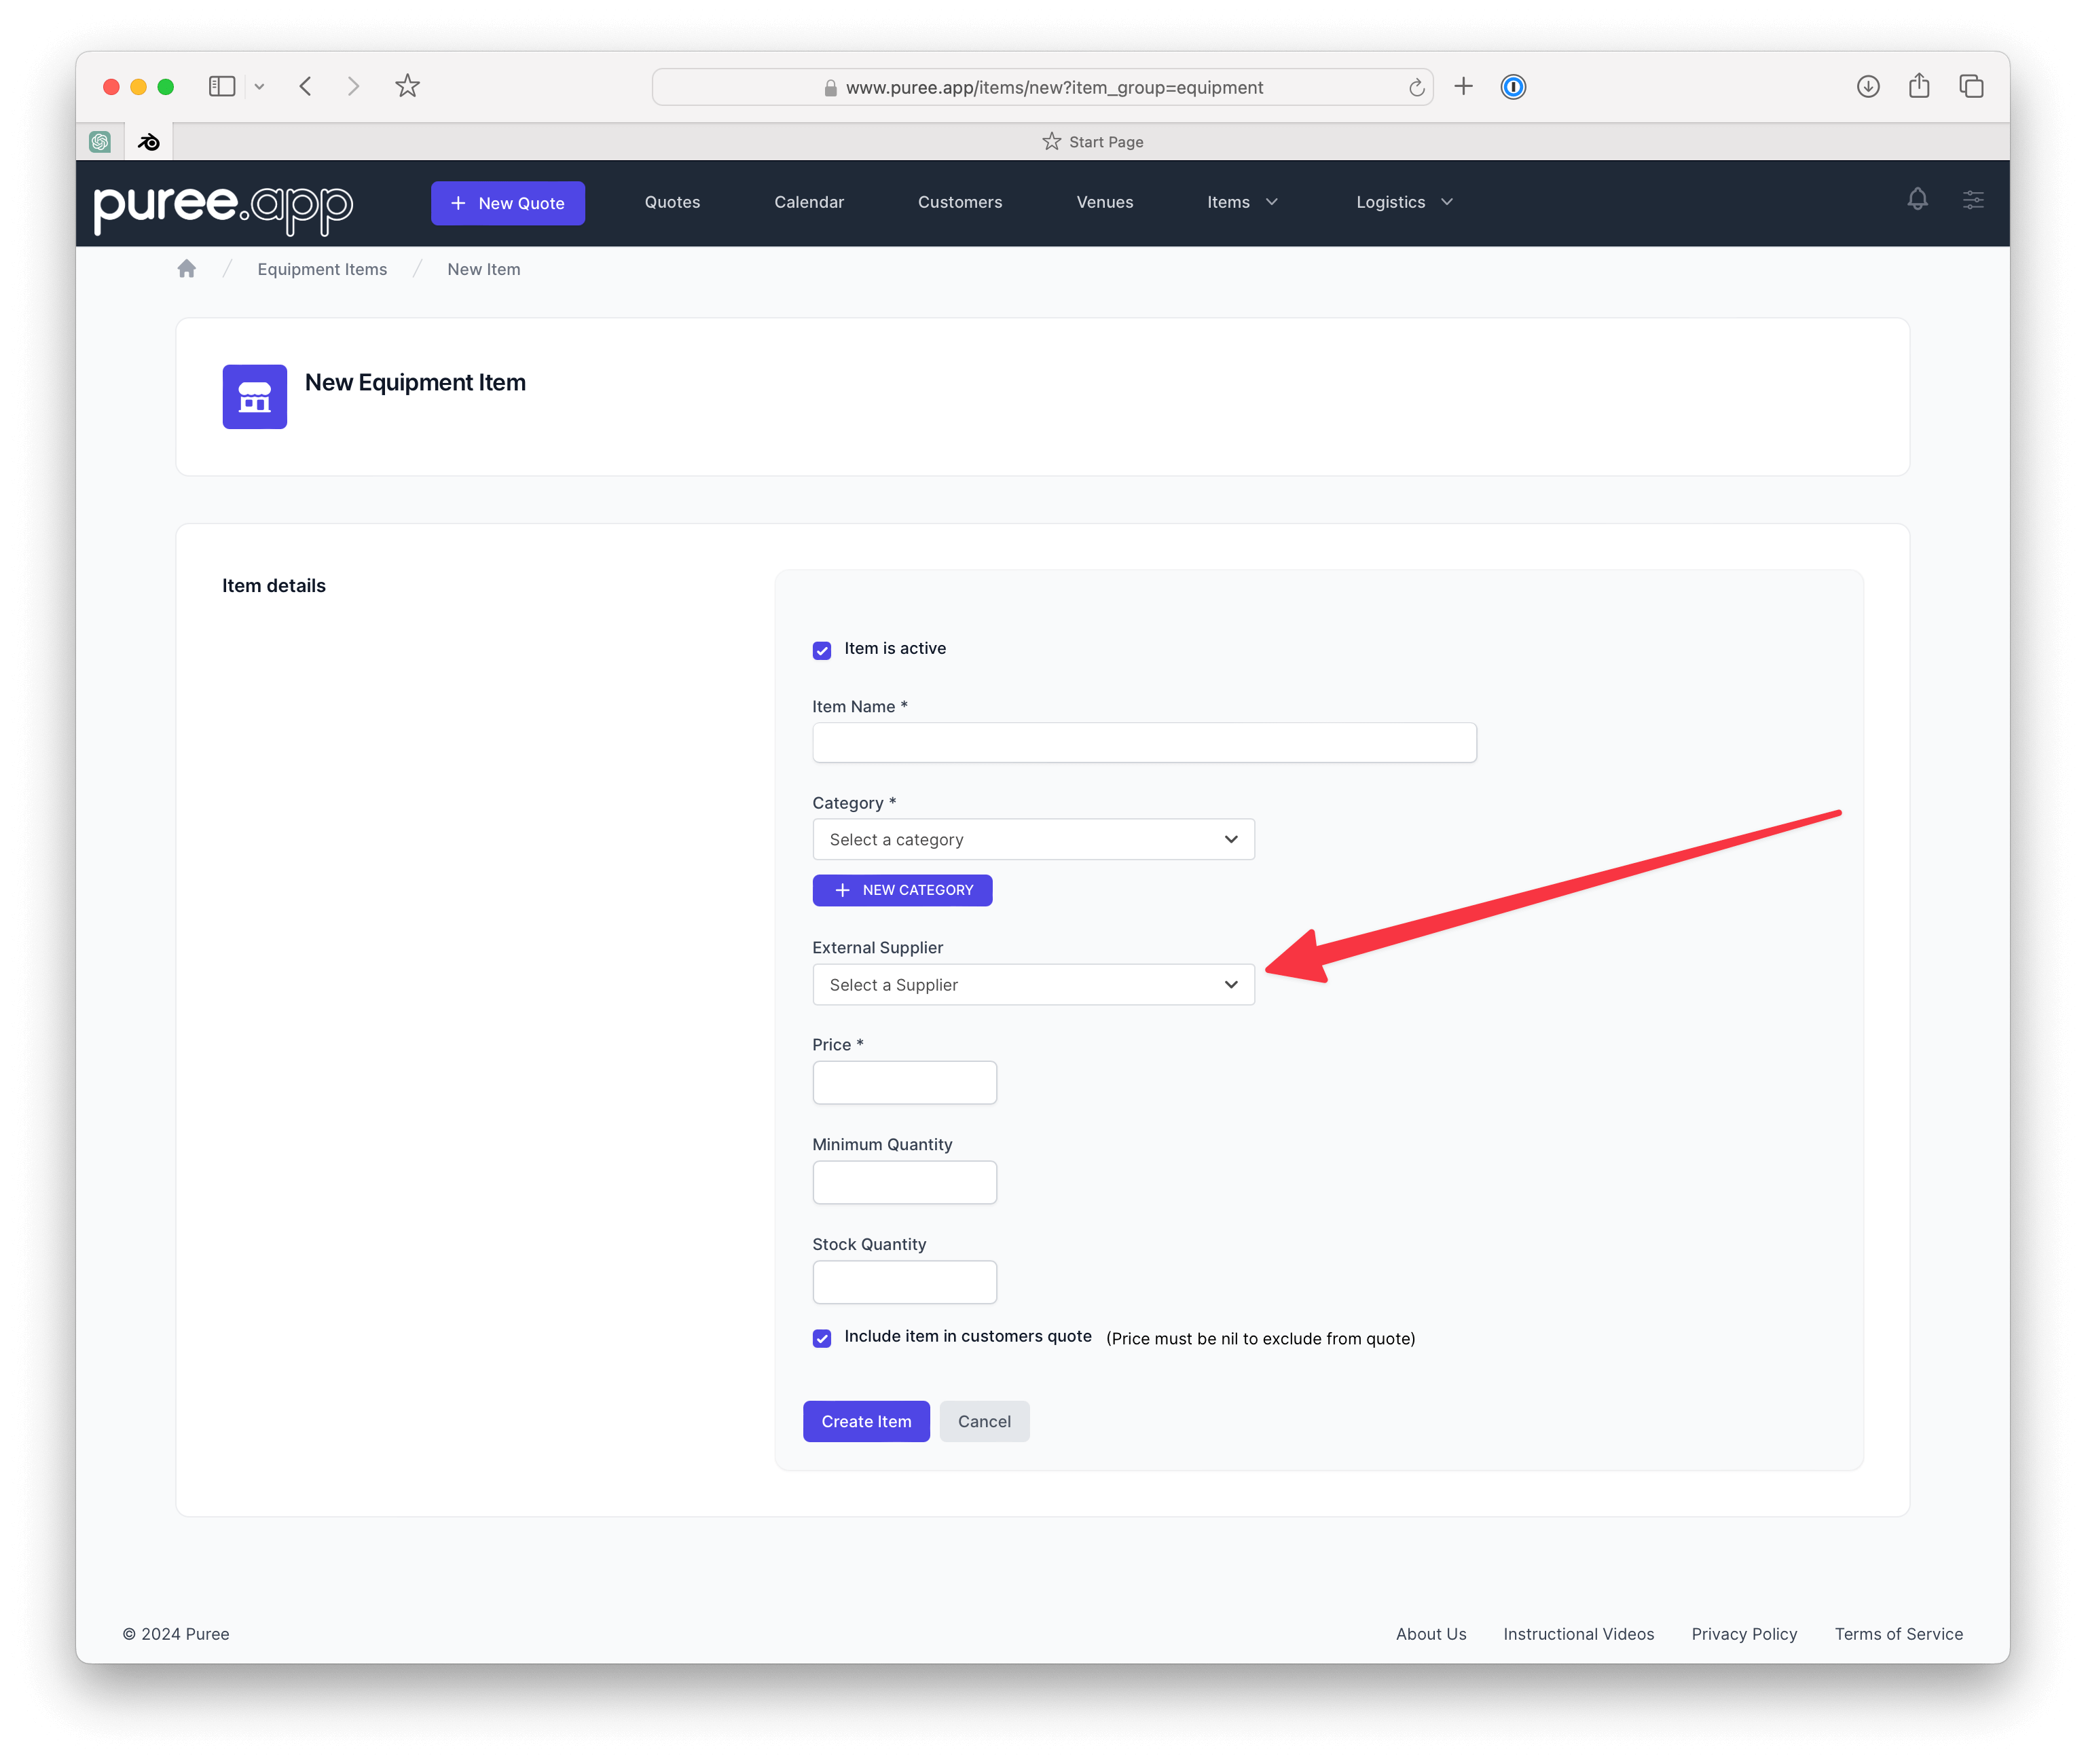 www.puree.app/items/new?item_group=equipment
Start Page
puree.app
New Quote
Quotes
Calendar
Customers
Venues
Items
Logistics
/ Equipment Items / New Item
New Equipment Item
Item details
Item is active
Item Name *
Category *
Select a category
NEW CATEGORY
External Supplier
Select a Supplier
Price *
Minimum Quantity
Stock Quantity
Include item in customers quote (Price must be nil to exclude from quote)
Create Item
Cancel
© 2024 Puree
About Us
Instructional Videos
Privacy Policy
Terms of Service